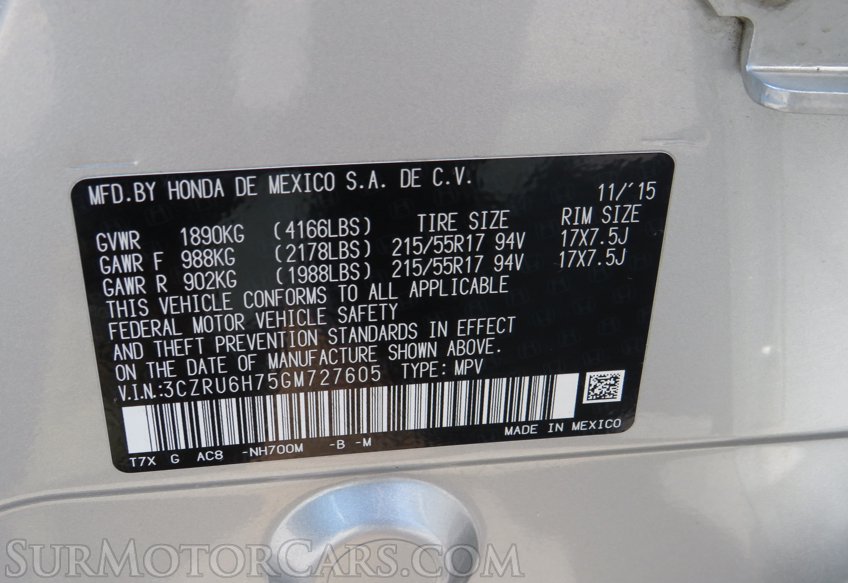 MFD.BY HONDA DE MEXICO S.A. DE C.V. 11/'15
TIRE SIZE RIM SIZE
GVWR 1890KG (4166LBS)
GAWR F 988KG (2178LBS) 215/55R17 94V 17X7.5J
GAWR R 902KG (1988LBS) 215/55R17 94V 17X7.5J
THIS VEHICLE CONFORMS TO ALL APPLICABLE
FEDERAL MOTOR VEHICLE SAFETY
AND THEFT PREVENTION STANDARDS IN EFFECT
ON THE DATE OF MANUFACTURE SHOWN ABOVE.
V.I.N.:3CZRU6H75GM727605 TYPE: MPV
T7X G AC8 -NH700M -B -M MADE IN MEXICO
SurMotorCars.com